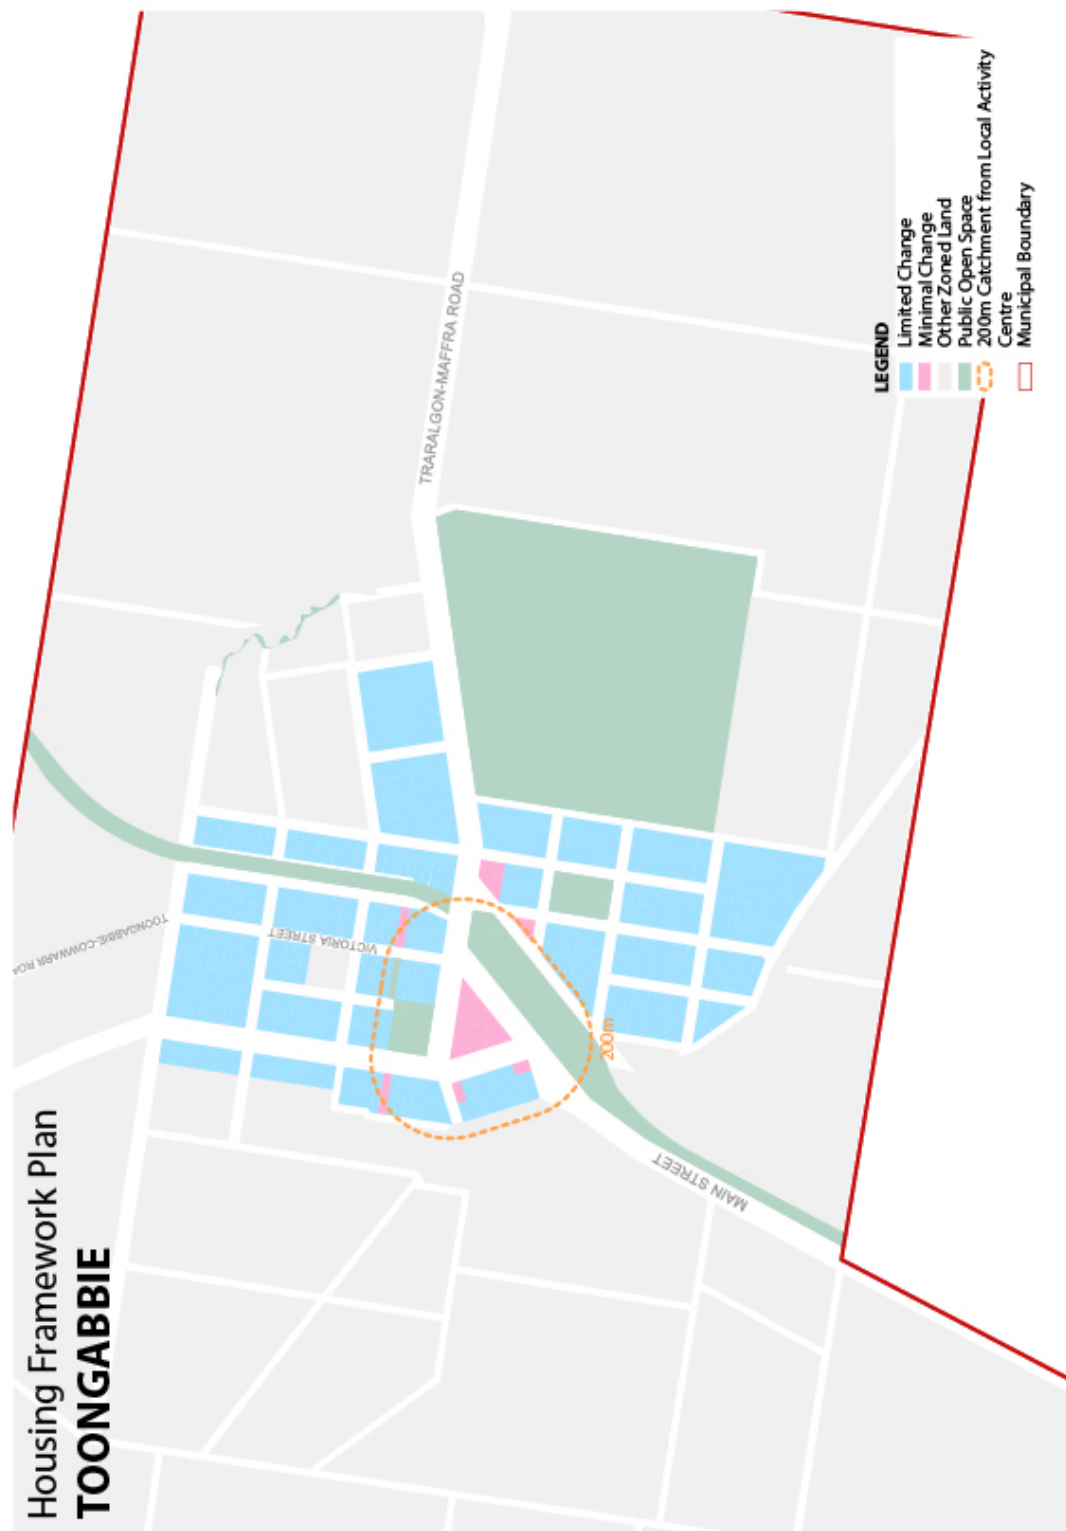 Housing Framework Plan
TOONGABBIE
TOONGABBIE-COWWARR ROA
VICTORIA STREET
TRARALGON-MAFFRA ROAD
MAIN STREET
200m
LEGEND
Limited Change
Minimal Change
Other Zoned Land
Public Open Space
200m Catchment from Local Activity
Centre
Municipal Boundary